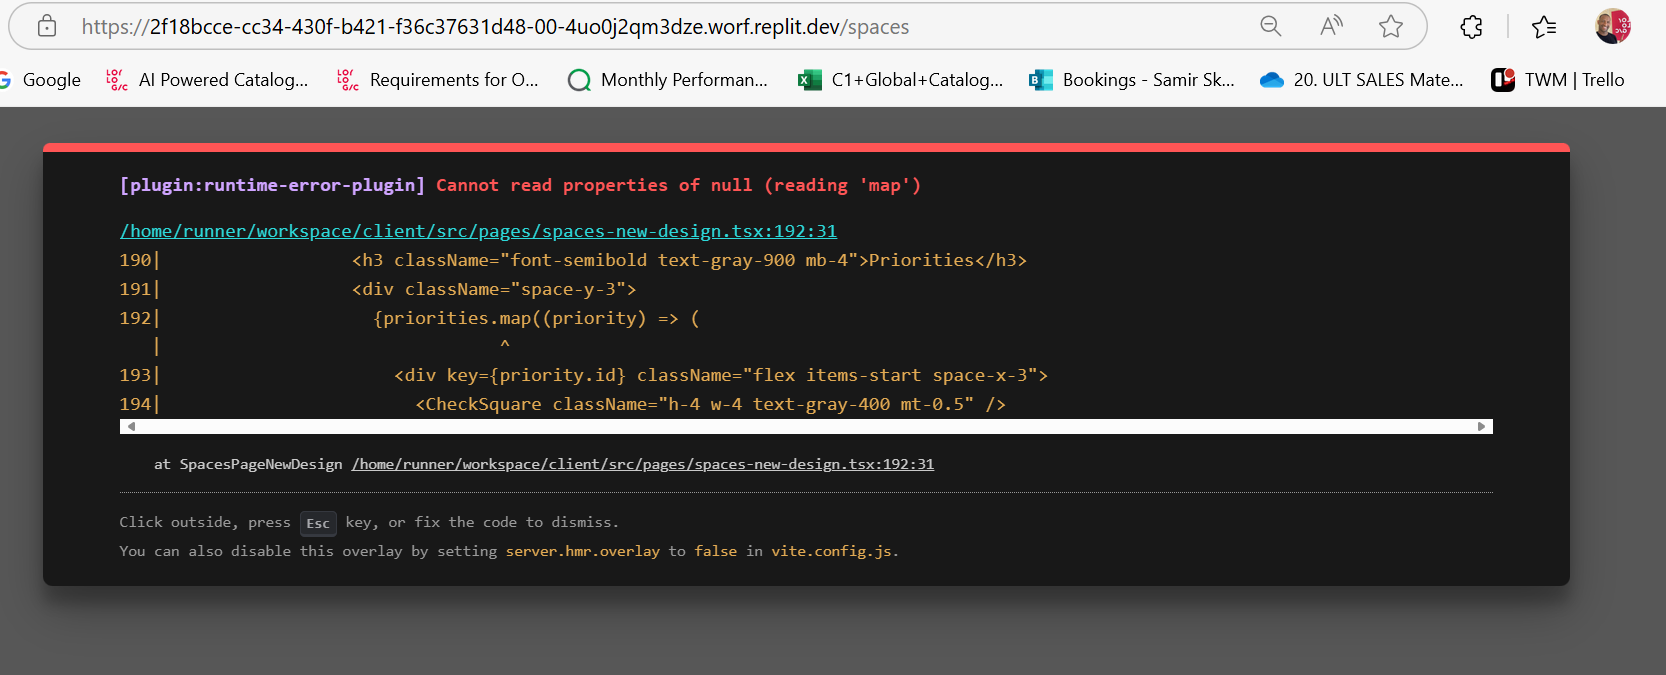 https://2f18bcce-cc34-430f-b421-f36c37631d48-00-4uo0j2qm3dze.worf.replit.dev/spaces
Google AI Powered Catalog... Requirements for O... Monthly Performan... C1+Global+Catalog... Bookings - Samir Sk... 20. ULT SALES Mate... TWM | Trello
[plugin:runtime-error-plugin] Cannot read properties of null (reading 'map')
/home/runner/workspace/client/src/pages/spaces-new-design.tsx:192:31
190| <h3 className="font-semibold text-gray-900 mb-4">Priorities</h3>
191| <div className="space-y-3">
192| {priorities.map((priority) => (
| ^
193| <div key={priority.id} className="flex items-start space-x-3">
194| <CheckSquare className="h-4 w-4 text-gray-400 mt-0.5" />
at SpacesPageNewDesign /home/runner/workspace/client/src/pages/spaces-new-design.tsx:192:31
Click outside, press Esc key, or fix the code to dismiss.
You can also disable this overlay by setting server.hmr.overlay to false in vite.config.js.